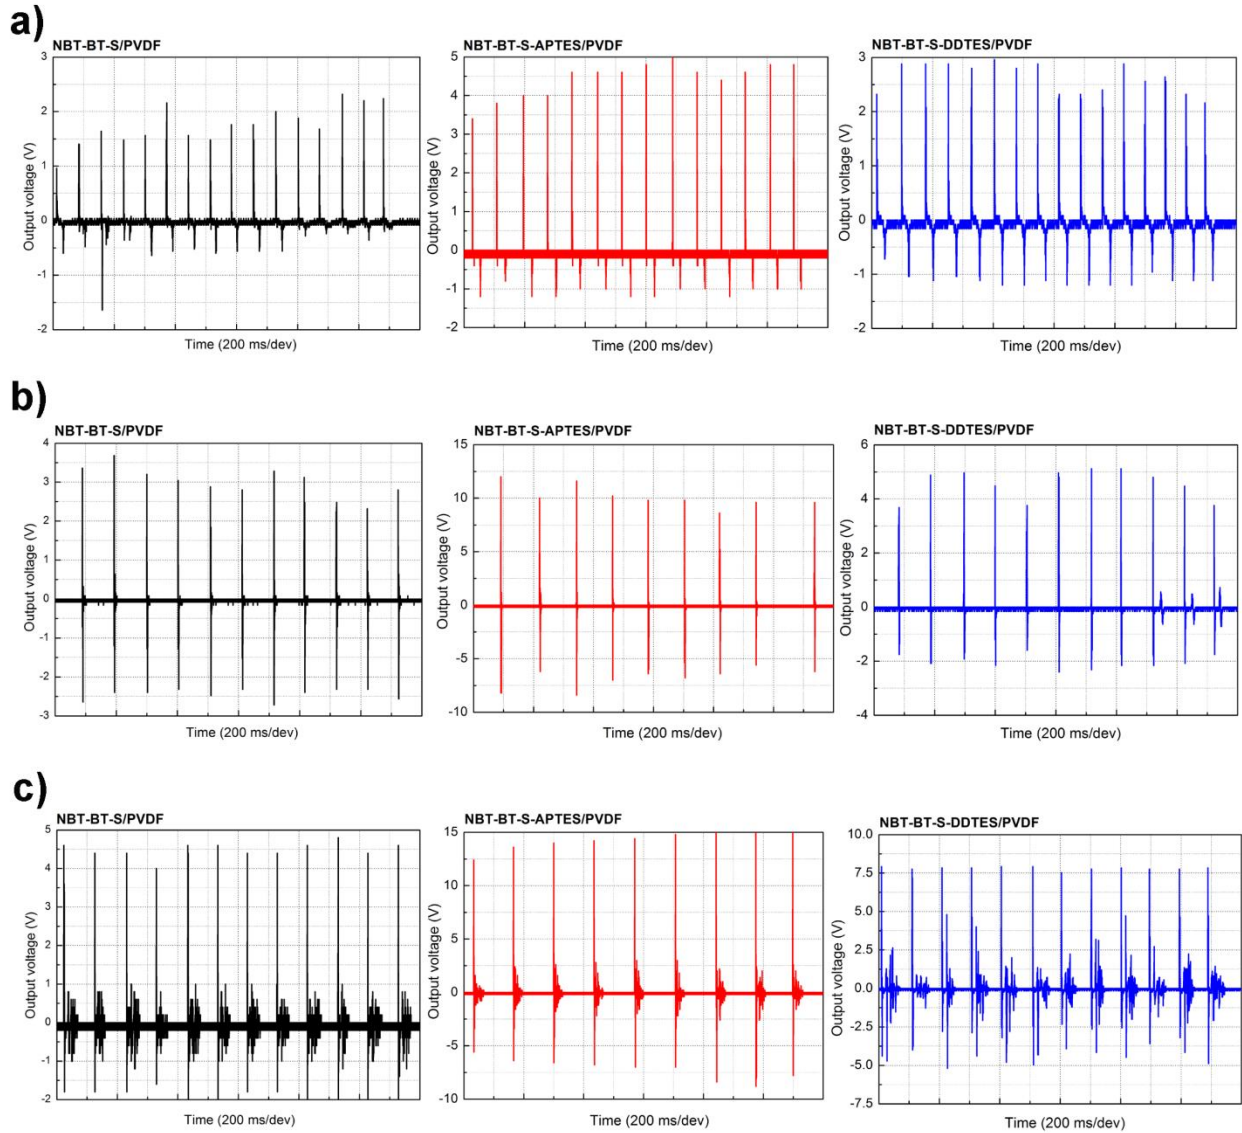 a)
NBT-BT-S/PVDF
3
2
1
0
-1
-2
Output voltage (V)
Time (200 ms/dev)
NBT-BT-S-APTES/PVDF
5
4
3
2
1
0
-1
-2
Output voltage (V)
Time (200 ms/dev)
NBT-BT-S-DDTES/PVDF
3
2
1
0
-1
-2
Output voltage (V)
Time (200 ms/dev)
b)
NBT-BT-S/PVDF
4
3
2
1
0
-1
-2
-3
Output voltage (V)
Time (200 ms/dev)
NBT-BT-S-APTES/PVDF
15
10
5
0
-5
-10
Output voltage (V)
Time (200 ms/dev)
NBT-BT-S-DDTES/PVDF
6
4
2
0
-2
-4
Output voltage (V)
Time (200 ms/dev)
c)
NBT-BT-S/PVDF
5
4
3
2
1
0
-1
-2
Output voltage (V)
Time (200 ms/dev)
NBT-BT-S-APTES/PVDF
15
10
5
0
-5
-10
Output voltage (V)
Time (200 ms/dev)
NBT-BT-S-DDTES/PVDF
10.0
7.5
5.0
2.5
0.0
-2.5
-5.0
-7.5
Output voltage (V)
Time (200 ms/dev)